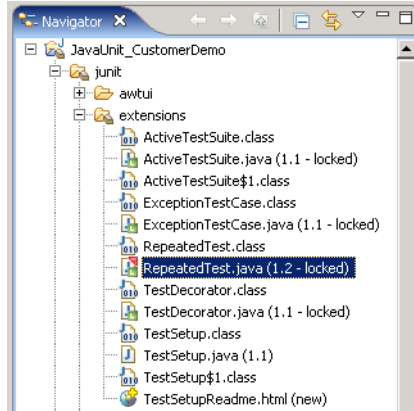 Navigator
JavaUnit_CustomerDemo
junit
awtui
extensions
ActiveTestSuite.class
ActiveTestSuite.java (1.1 - locked)
ActiveTestSuite$1.class
ExceptionTestCase.class
ExceptionTestCase.java (1.1 - locked)
RepeatedTest.class
RepeatedTest.java (1.2 - locked)
TestDecorator.class
TestDecorator.java (1.1 - locked)
TestSetup.class
TestSetup.java (1.1)
TestSetup$1.class
TestSetupReadme.html (new)